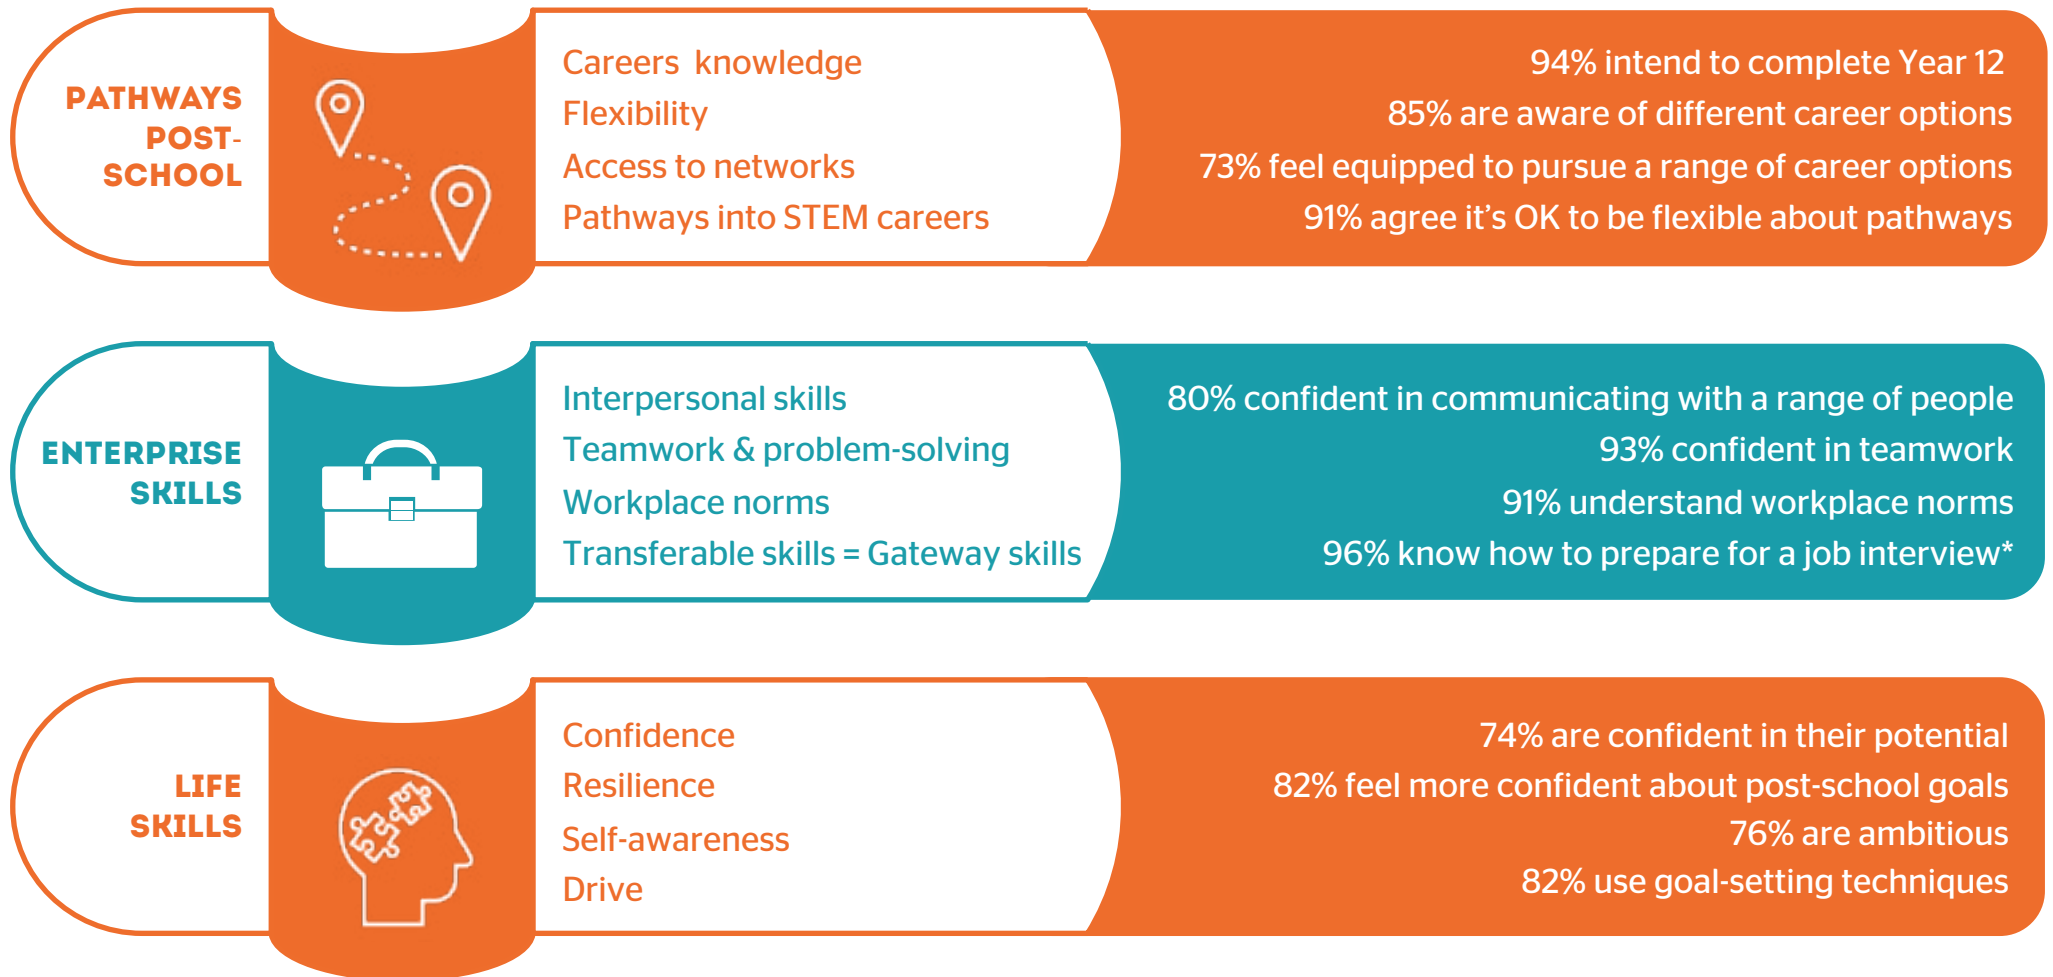 PATHWAYS
POST-
SCHOOL
Careers knowledge
Flexibility
Access to networks
Pathways into STEM careers
94% intend to complete Year 12
85% are aware of different career options
73% feel equipped to pursue a range of career options
91% agree it’s OK to be flexible about pathways
ENTERPRISE
SKILLS
Interpersonal skills
Teamwork & problem-solving
Workplace norms
Transferable skills = Gateway skills
80% confident in communicating with a range of people
93% confident in teamwork
91% understand workplace norms
96% know how to prepare for a job interview*
LIFE
SKILLS
Confidence
Resilience
Self-awareness
Drive
74% are confident in their potential
82% feel more confident about post-school goals
76% are ambitious
82% use goal-setting techniques